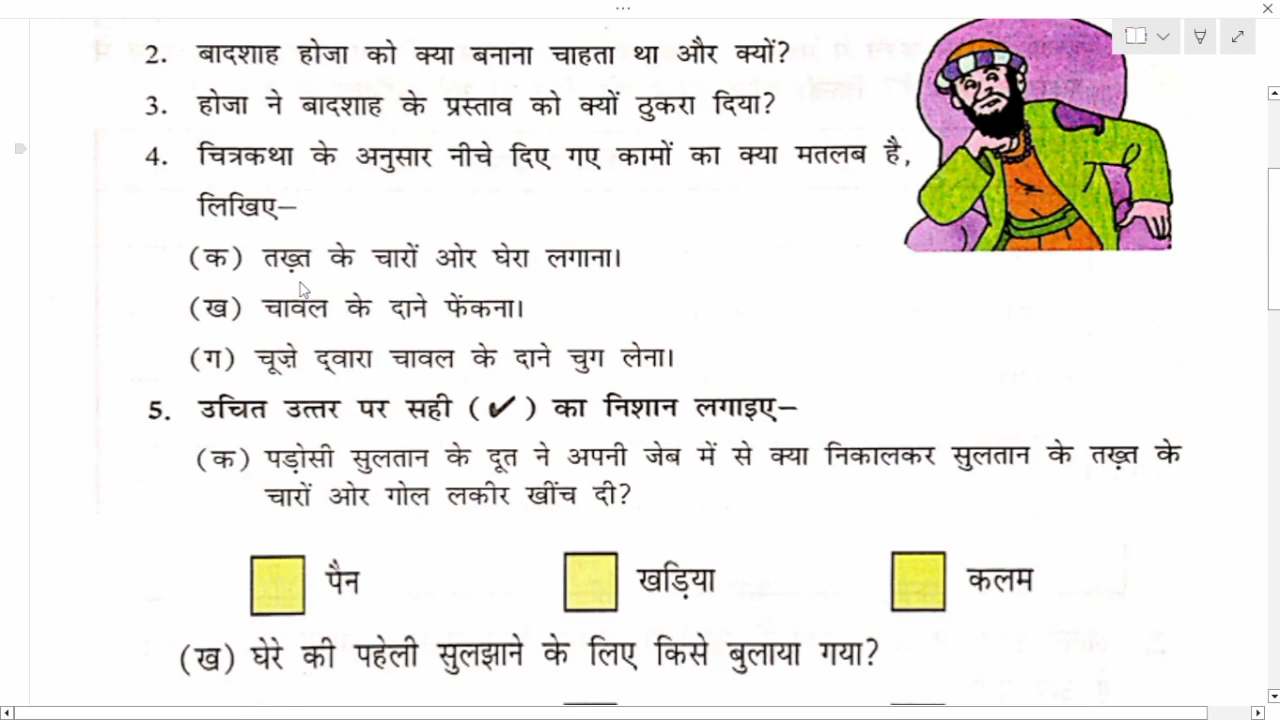 2. बादशाह होजा को क्या बनाना चाहता था और क्यों?
3. होजा ने बादशाह के प्रस्ताव को क्यों ठुकरा दिया?
4. चित्रकथा के अनुसार नीचे दिए गए कामों का क्या मतलब है,
लिखिए–
(क) तख़्त के चारों ओर घेरा लगाना।
(ख) चावल के दाने फेंकना।
(ग) चूज़े द्वारा चावल के दाने चुग लेना।
5. उचित उत्तर पर सही (✔) का निशान लगाइए–
(क) पड़ोसी सुलतान के दूत ने अपनी जेब में से क्या निकालकर सुलतान के तख़्त के
चारों ओर गोल लकीर खींच दी?
पैन खड़िया कलम
(ख) घेरे की पहेली सुलझाने के लिए किसे बुलाया गया?